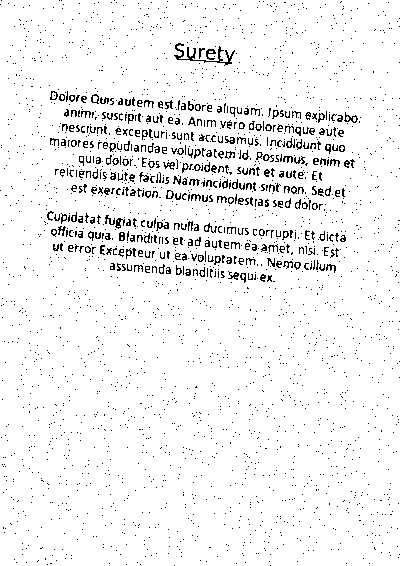 Surety
Dolore Quis autem est labore aliquam. Ipsum explicabo.
animi, suscipit aut ea. Anim vero doloremque aute
nesciunt, excepturi sunt accusamus. Incididunt quo
maiores repudiandae voluptatem id. Possimus, enim et
quia dolor. Eos vel proident, sunt et aute. Et
reiciendis aute facilis Nam incididunt sint non. Sed et
est exercitation. Ducimus molestias sed dolor.
Cupidatat fugiat culpa nulla ducimus corrupti. Et dicta
officia quia. Blanditiis et ad autem ea amet, nisi. Est
ut error Excepteur ut ea voluptatem.. Nemo cillum
assumenda blanditiis sequi ex.